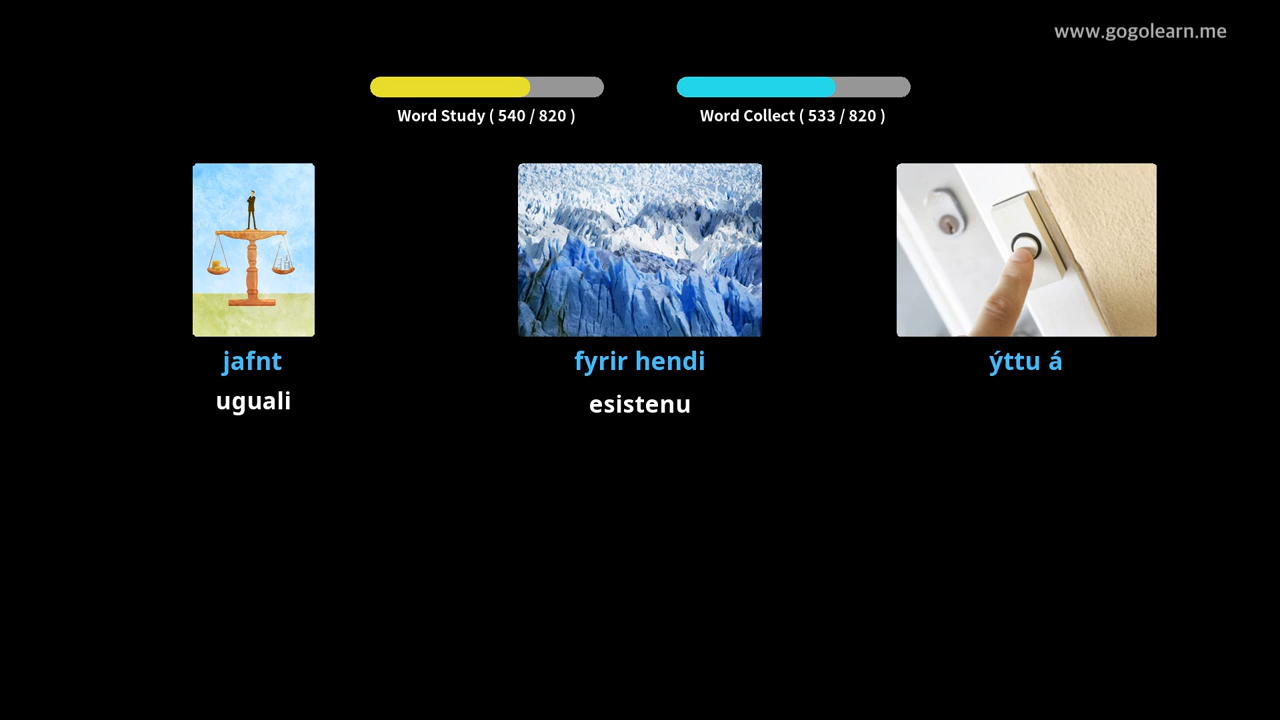 www.gogolearn.me
Word Study ( 540 / 820 )
Word Collect ( 533 / 820 )
jafnt
fyrir hendi
ýttu á
uguali
esistenu